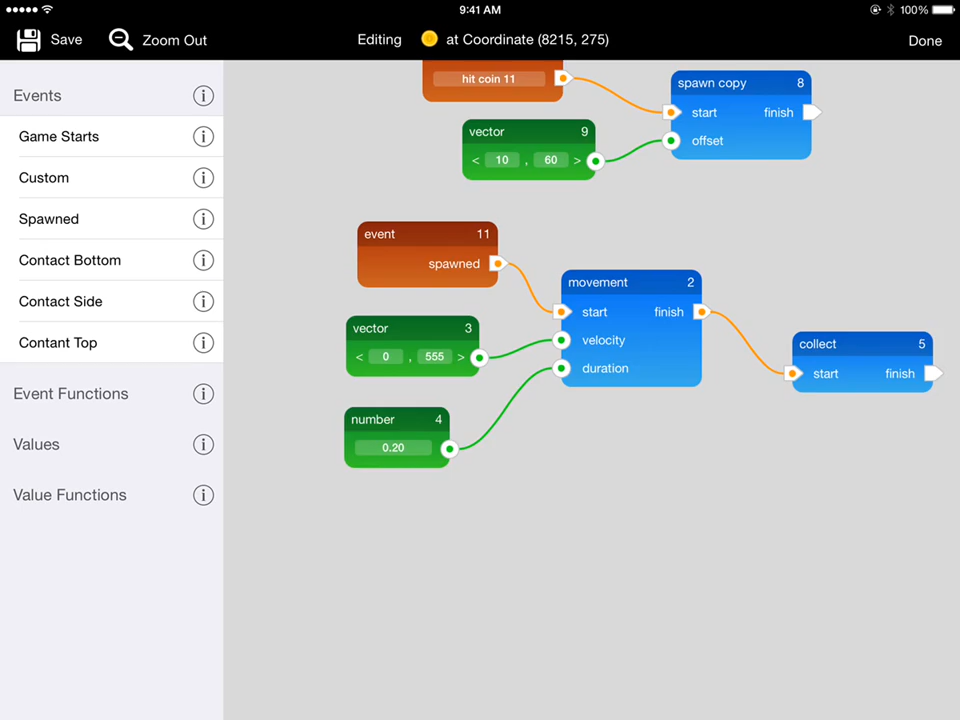 9:41 AM
100%
Save
Zoom Out
Editing at Coordinate (8215, 275)
Done
Events
Game Starts
Custom
Spawned
Contact Bottom
Contact Side
Contant Top
Event Functions
Values
Value Functions
hit coin 11
spawn copy 8
start finish
offset
vector 9
< 10 , 60 >
event 11
spawned
movement 2
start finish
velocity
duration
vector 3
< 0 , 555 >
number 4
0.20
collect 5
start finish